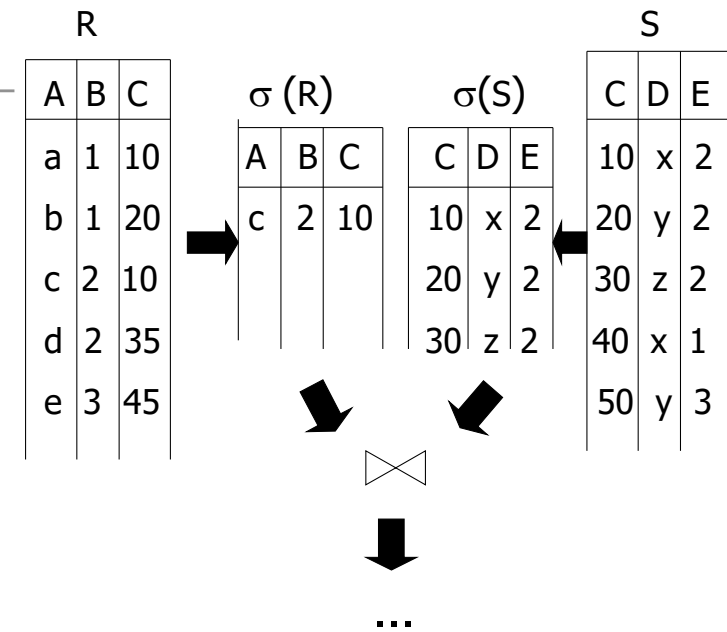 R
A B C
a 1 10
b 1 20
c 2 10
d 2 35
e 3 45
σ (R)
A B C
c 2 10
σ(S)
C D E
10 x 2
20 y 2
30 z 2
S
C D E
10 x 2
20 y 2
30 z 2
40 x 1
50 y 3
⋈
...